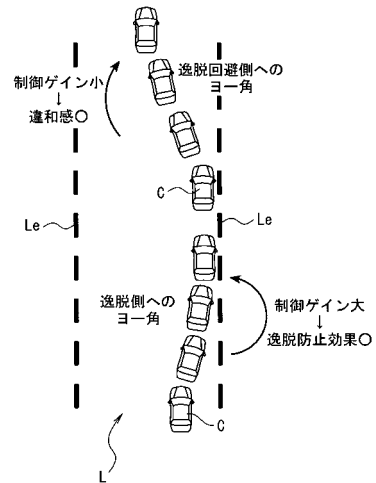 逸脱回避側への
ヨー角
制御ゲイン小
↓
違和感○
C
Le
Le
逸脱側への
ヨー角
制御ゲイン大
↓
逸脱防止効果○
C
L